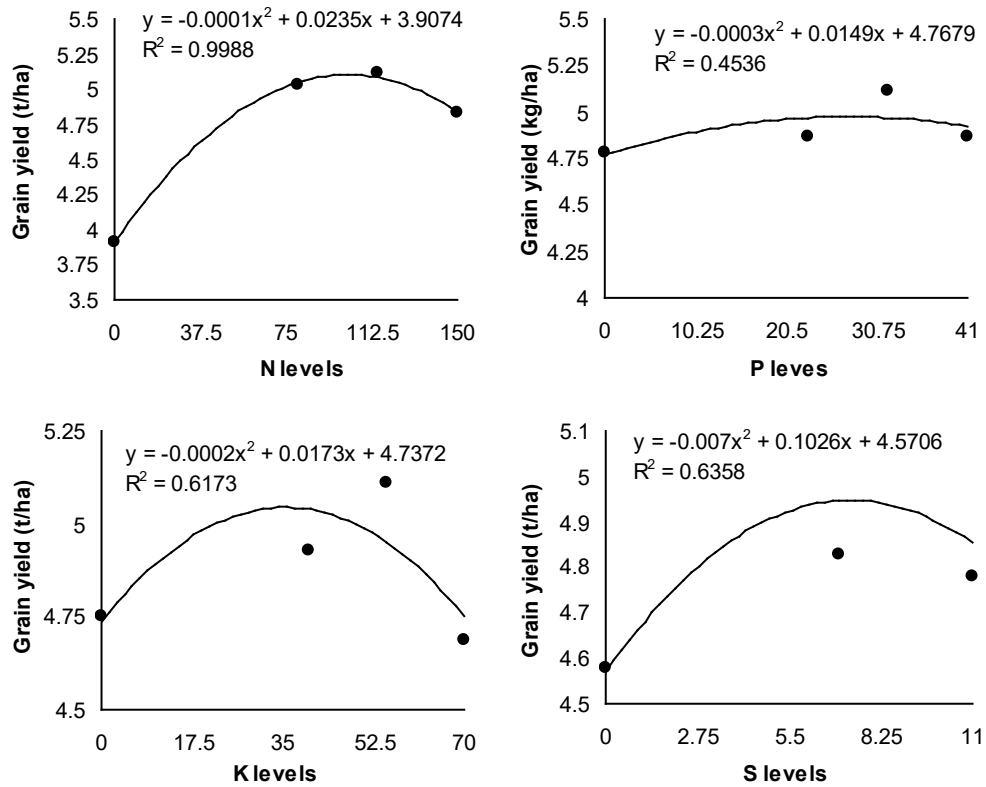 y = -0.0001x² + 0.0235x + 3.9074
R² = 0.9988
5.5
5.25
5
4.75
4.5
4.25
4
3.75
3.5
Grain yield (t/ha)
0 37.5 75 112.5 150
N levels
y = -0.0003x² + 0.0149x + 4.7679
R² = 0.4536
5.5
5.25
5
4.75
4.5
4.25
4
Grain yield (kg/ha)
0 10.25 20.5 30.75 41
P leves
y = -0.0002x² + 0.0173x + 4.7372
R² = 0.6173
5.25
5
4.75
4.5
Grain yield (t/ha)
0 17.5 35 52.5 70
K levels
y = -0.007x² + 0.1026x + 4.5706
R² = 0.6358
5.1
5
4.9
4.8
4.7
4.6
4.5
Grain yield (t/ha)
0 2.75 5.5 8.25 11
S levels